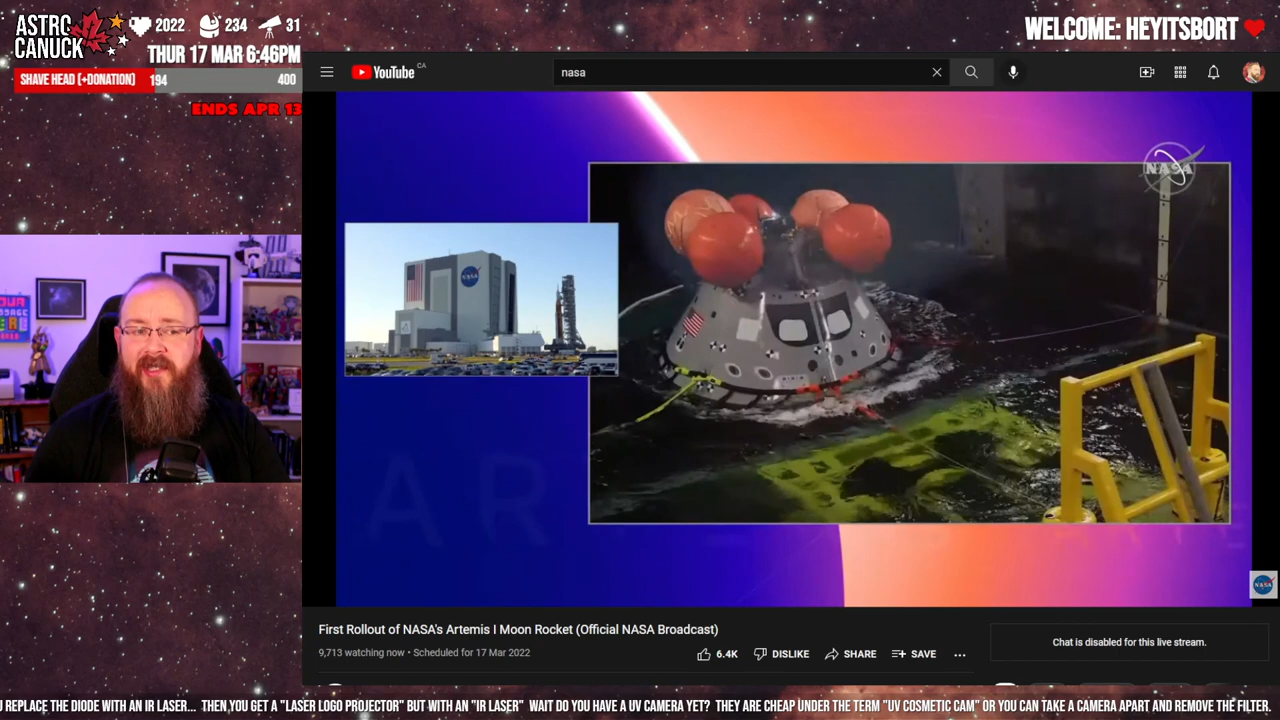 ASTRO
CANUCK
2022
234
31
THUR 17 MAR 6:46PM
SHAVE HEAD (+DONATION)
194
400
ENDS APR 13
WELCOME: HEYITSBORT
YouTube
CA
nasa
NASA
NASA
AR
First Rollout of NASA's Artemis I Moon Rocket (Official NASA Broadcast)
9,713 watching now • Scheduled for 17 Mar 2022
6.4K
DISLIKE
SHARE
SAVE
...
Chat is disabled for this live stream.
NASA
REPLACE THE DIODE WITH AN IR LASER... THEN YOU GET A "LASER LOGO PROJECTOR" BUT WITH AN "IR LASER" WAIT DO YOU HAVE A UV CAMERA YET? THEY ARE CHEAP UNDER THE TERM "UV COSMETIC CAM" OR YOU CAN TAKE A CAMERA APART AND REMOVE THE FILTER.